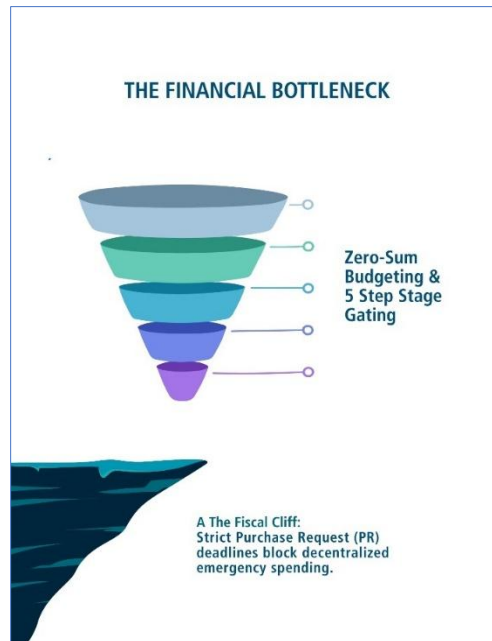 THE FINANCIAL BOTTLENECK
Zero-Sum
Budgeting &
5 Step Stage
Gating
A The Fiscal Cliff:
Strict Purchase Request (PR)
deadlines block decentralized
emergency spending.